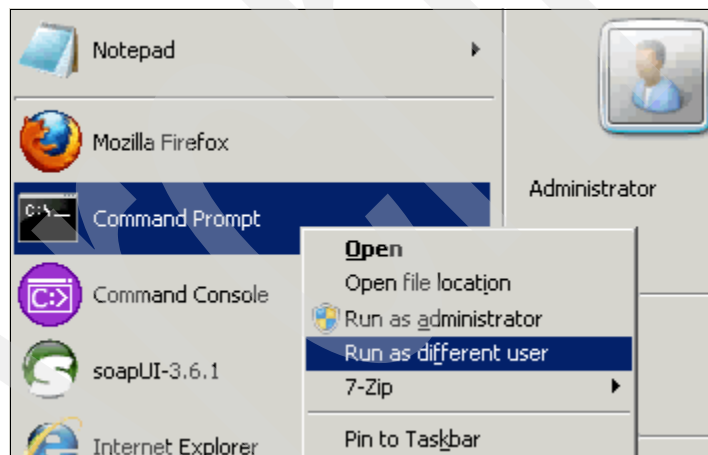 Notepad
Mozilla Firefox
Administrator
C:\
Command Prompt
Open
Open file location
C:>
Command Console
Run as administrator
Run as different user
soapUI-3.6.1
7-Zip
Pin to Taskbar
Internet Explorer